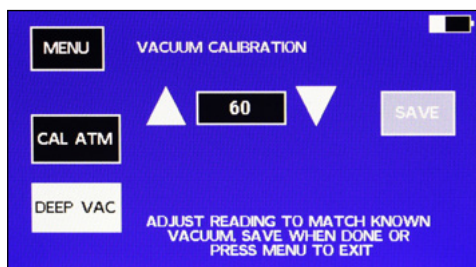 MENU
VACUUM CALIBRATION
60
SAVE
CAL ATM
DEEP VAC
ADJUST READING TO MATCH KNOWN
VACUUM. SAVE WHEN DONE OR
PRESS MENU TO EXIT